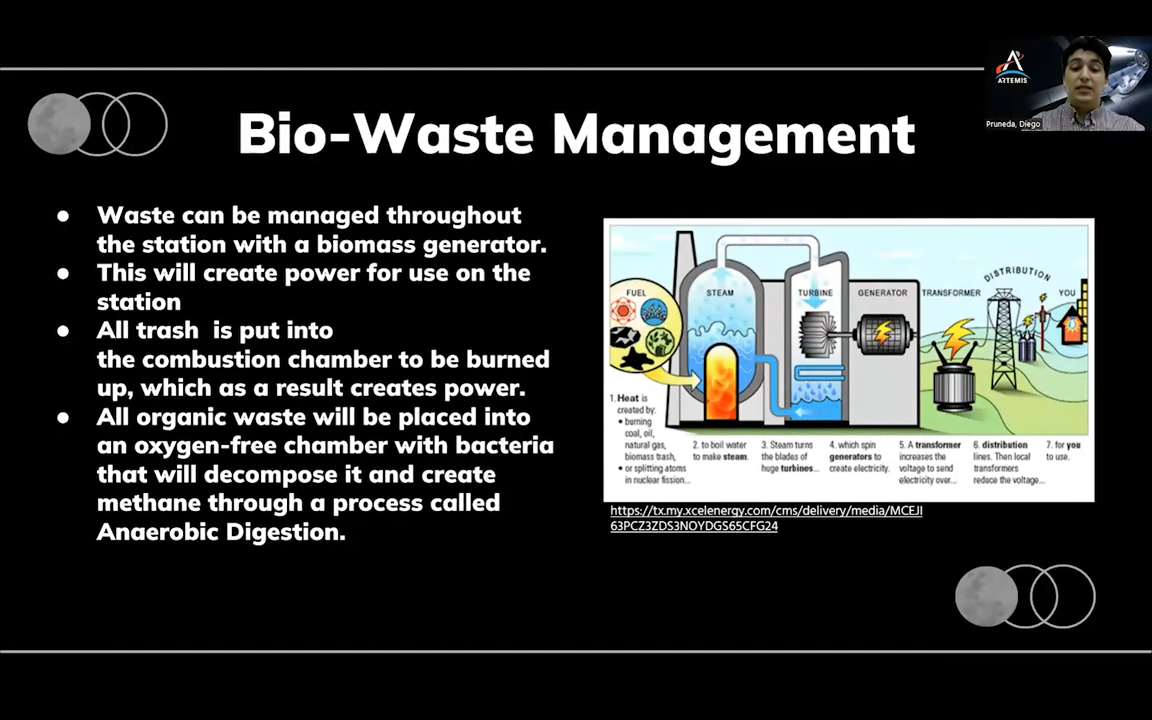 ARTEMIS
Pruneda, Diego
Bio-Waste Management
● Waste can be managed throughout
the station with a biomass generator.
● This will create power for use on the
station
● All trash  is put into
the combustion chamber to be burned
up, which as a result creates power.
● All organic waste will be placed into
an oxygen-free chamber with bacteria
that will decompose it and create
methane through a process called
Anaerobic Digestion.
FUEL
STEAM
TURBINE
GENERATOR
TRANSFORMER
DISTRIBUTION
YOU
1. Heat is
created by:
• burning
coal, oil,
natural gas,
biomass trash,
• or splitting atoms
in nuclear fission...
2. to boil water
to make steam.
3. Steam turns
the blades of
huge turbines...
4. which spin
generators to
create electricity.
5. A transformer
increases the
voltage to send
electricity over...
6. distribution
lines. Then local
transformers
reduce the voltage...
7. for you
to use.
https://tx.my.xcelenergy.com/cms/delivery/media/MCEJI
63PCZ3ZDS3NOYDGS65CFG24